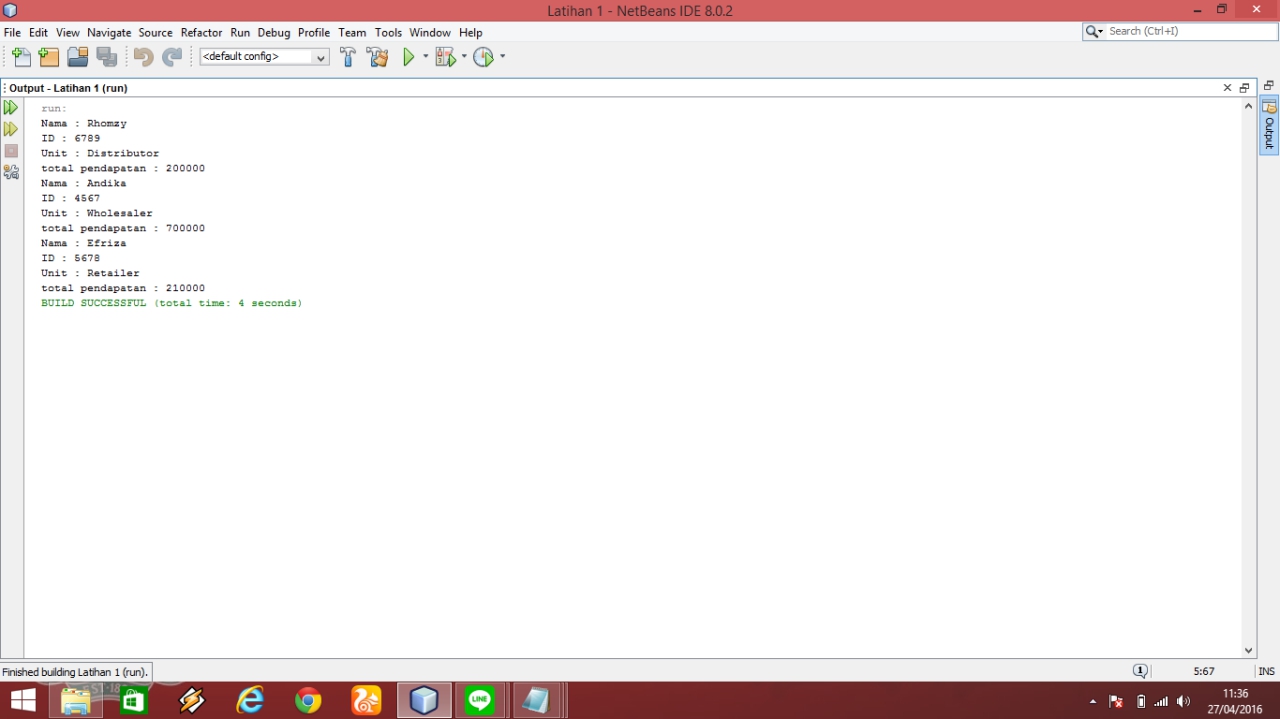 Latihan 1 - NetBeans IDE 8.0.2
File Edit View Navigate Source Refactor Run Debug Profile Team Tools Window Help
Search (Ctrl+I)
<default config>
Output - Latihan 1 (run)
Output
run:
Nama : Rhomzy
ID : 6789
Unit : Distributor
total pendapatan : 200000
Nama : Andika
ID : 4567
Unit : Wholesaler
total pendapatan : 700000
Nama : Efriza
ID : 5678
Unit : Retailer
total pendapatan : 210000
BUILD SUCCESSFUL (total time: 4 seconds)
Finished building Latihan 1 (run).
1
5:67
INS
LINE
11:36
27/04/2016